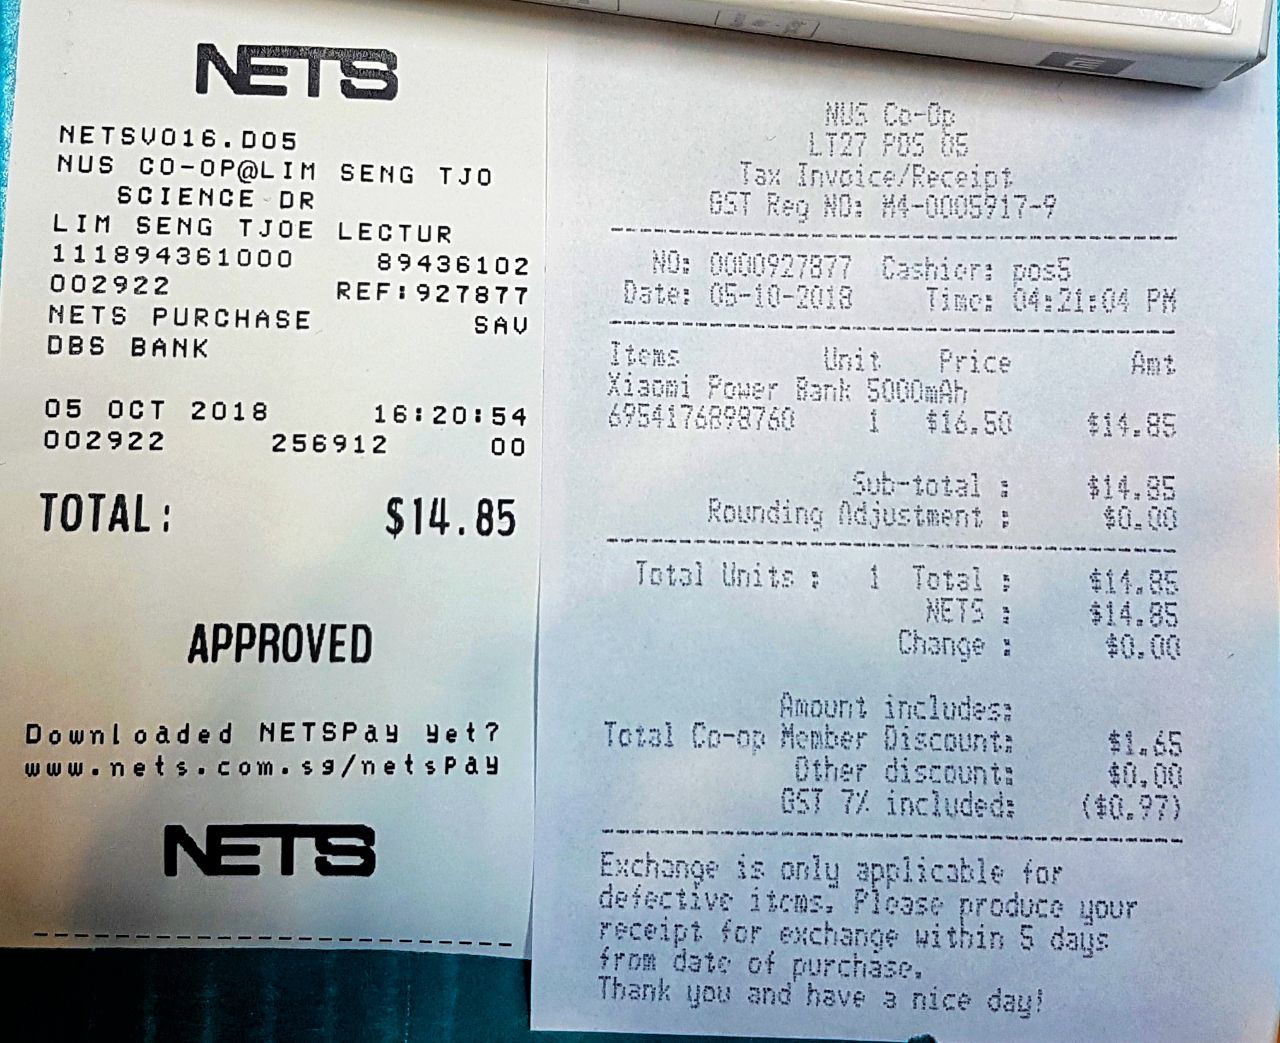 NETS
NETSV016.D05
NUS CO-OP@LIM SENG TJO
SCIENCE DR
LIM SENG TJOE LECTUR
111894361000 89436102
002922 REF:927877
NETS PURCHASE SAV
DBS BANK
05 OCT 2018 16:20:54
002922 256912 00
TOTAL: $14.85
APPROVED
Downloaded NETSPay yet?
www.nets.com.sg/netsPay
NETS
NUS Co-Op
LT27 POS 05
Tax Invoice/Receipt
GST Reg NO: M4-0005917-9
NO: 0000927877 Cashier: pos5
Date: 05-10-2018 Time: 04:21:04 PM
Items Unit Price Amt
Xiaomi Power Bank 5000mAh
6954176898760 1 $16.50 $14.85
Sub-total : $14.85
Rounding Adjustment : $0.00
Total Units : 1 Total : $14.85
NETS : $14.85
Change : $0.00
Amount includes:
Total Co-op Member Discount: $1.65
Other discount: $0.00
GST 7% included: ($0.97)
Exchange is only applicable for
defective items. Please produce your
receipt for exchange within 5 days
from date of purchase.
Thank you and have a nice day!